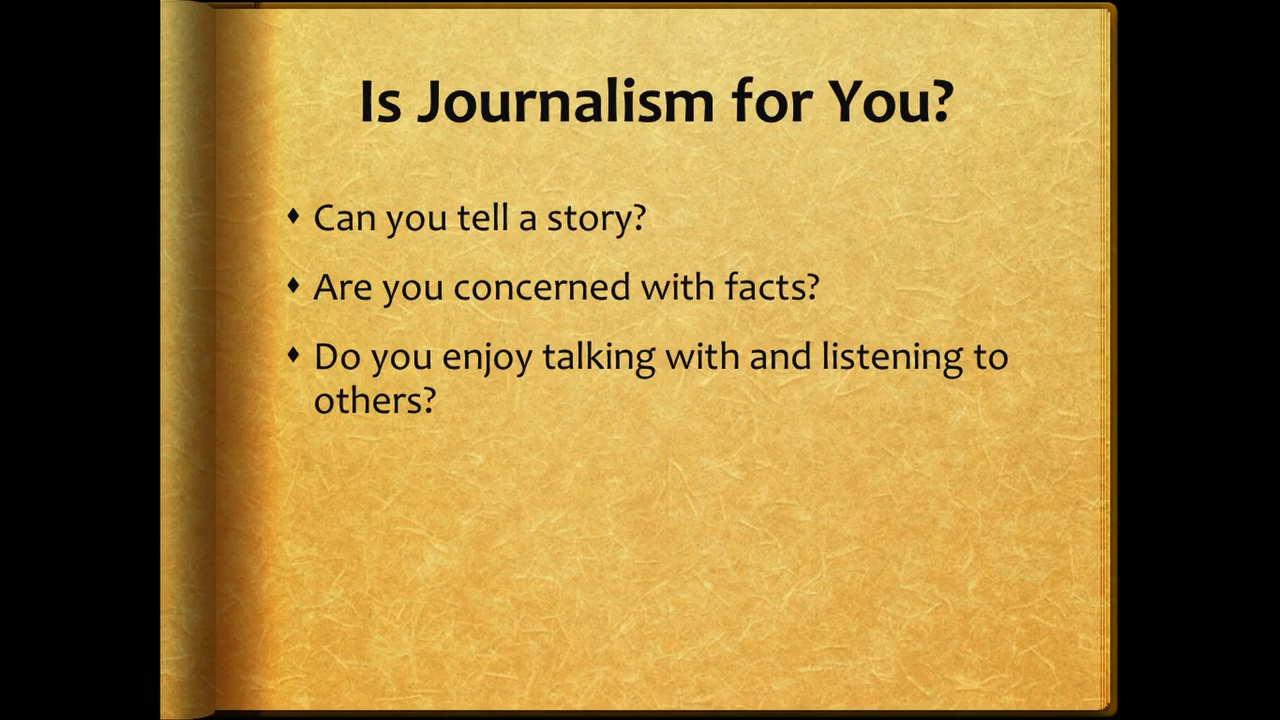 Is Journalism for You?
♦ Can you tell a story?
♦ Are you concerned with facts?
♦ Do you enjoy talking with and listening to
others?